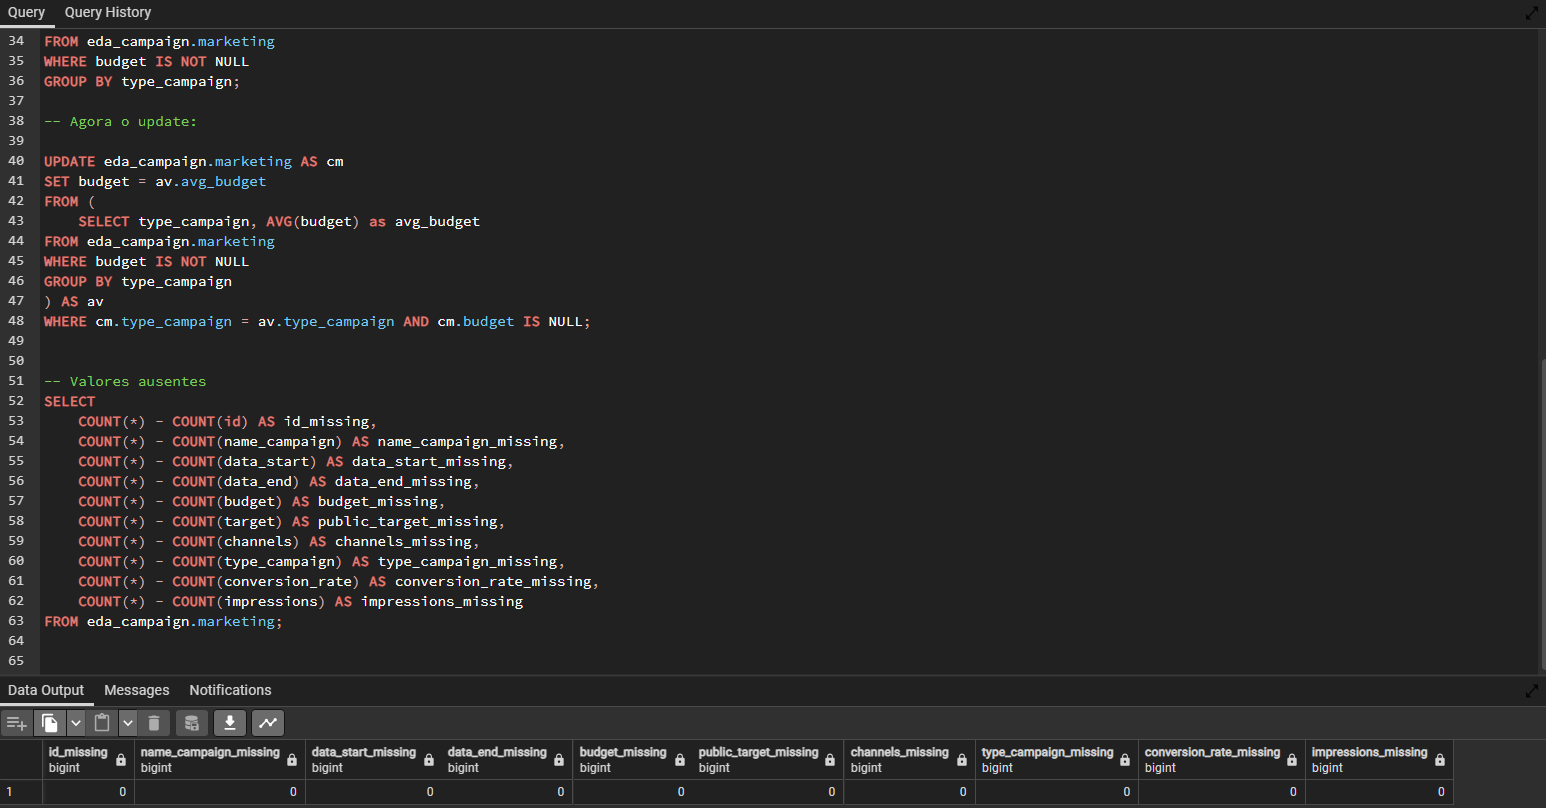 Query Query History
34 FROM eda_campaign.marketing
35 WHERE budget IS NOT NULL
36 GROUP BY type_campaign;
37
38 -- Agora o update:
39
40 UPDATE eda_campaign.marketing AS cm
41 SET budget = av.avg_budget
42 FROM (
43 SELECT type_campaign, AVG(budget) as avg_budget
44 FROM eda_campaign.marketing
45 WHERE budget IS NOT NULL
46 GROUP BY type_campaign
47 ) AS av
48 WHERE cm.type_campaign = av.type_campaign AND cm.budget IS NULL;
49
50
51 -- Valores ausentes
52 SELECT
53 COUNT(*) - COUNT(id) AS id_missing,
54 COUNT(*) - COUNT(name_campaign) AS name_campaign_missing,
55 COUNT(*) - COUNT(data_start) AS data_start_missing,
56 COUNT(*) - COUNT(data_end) AS data_end_missing,
57 COUNT(*) - COUNT(budget) AS budget_missing,
58 COUNT(*) - COUNT(target) AS public_target_missing,
59 COUNT(*) - COUNT(channels) AS channels_missing,
60 COUNT(*) - COUNT(type_campaign) AS type_campaign_missing,
61 COUNT(*) - COUNT(conversion_rate) AS conversion_rate_missing,
62 COUNT(*) - COUNT(impressions) AS impressions_missing
63 FROM eda_campaign.marketing;
64
65
Data Output Messages Notifications
id_missing name_campaign_missing data_start_missing data_end_missing budget_missing public_target_missing channels_missing type_campaign_missing conversion_rate_missing impressions_missing
bigint bigint bigint bigint bigint bigint bigint bigint bigint bigint
1 0 0 0 0 0 0 0 0 0 0